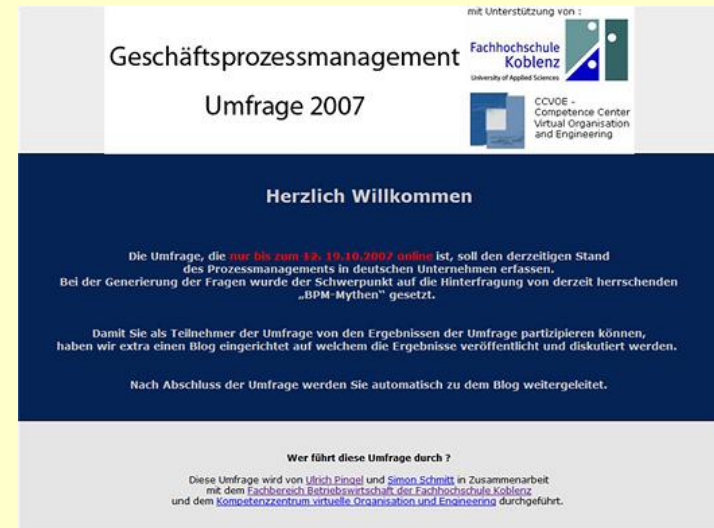 mit Unterstützung von :
Geschäftsprozessmanagement
Umfrage 2007
Fachhochschule
Koblenz
University of Applied Sciences
CCVOE -
Competence Center
Virtual Organisation
and Engineering
Herzlich Willkommen
Die Umfrage, die nur bis zum 12. 19.10.2007 online ist, soll den derzeitigen Stand
des Prozessmanagements in deutschen Unternehmen erfassen.
Bei der Generierung der Fragen wurde der Schwerpunkt auf die Hinterfragung von derzeit herrschenden
„BPM-Mythen“ gesetzt.
Damit Sie als Teilnehmer der Umfrage von den Ergebnissen der Umfrage partizipieren können,
haben wir extra einen Blog eingerichtet auf welchem die Ergebnisse veröffentlicht und diskutiert werden.
Nach Abschluss der Umfrage werden Sie automatisch zu dem Blog weitergeleitet.
Wer führt diese Umfrage durch ?
Diese Umfrage wird von Ulrich Pingel und Simon Schmitt in Zusammenarbeit
mit dem Fachbereich Betriebswirtschaft der Fachhochschule Koblenz
und dem Kompetenzzentrum virtuelle Organisation und Engineering durchgeführt.